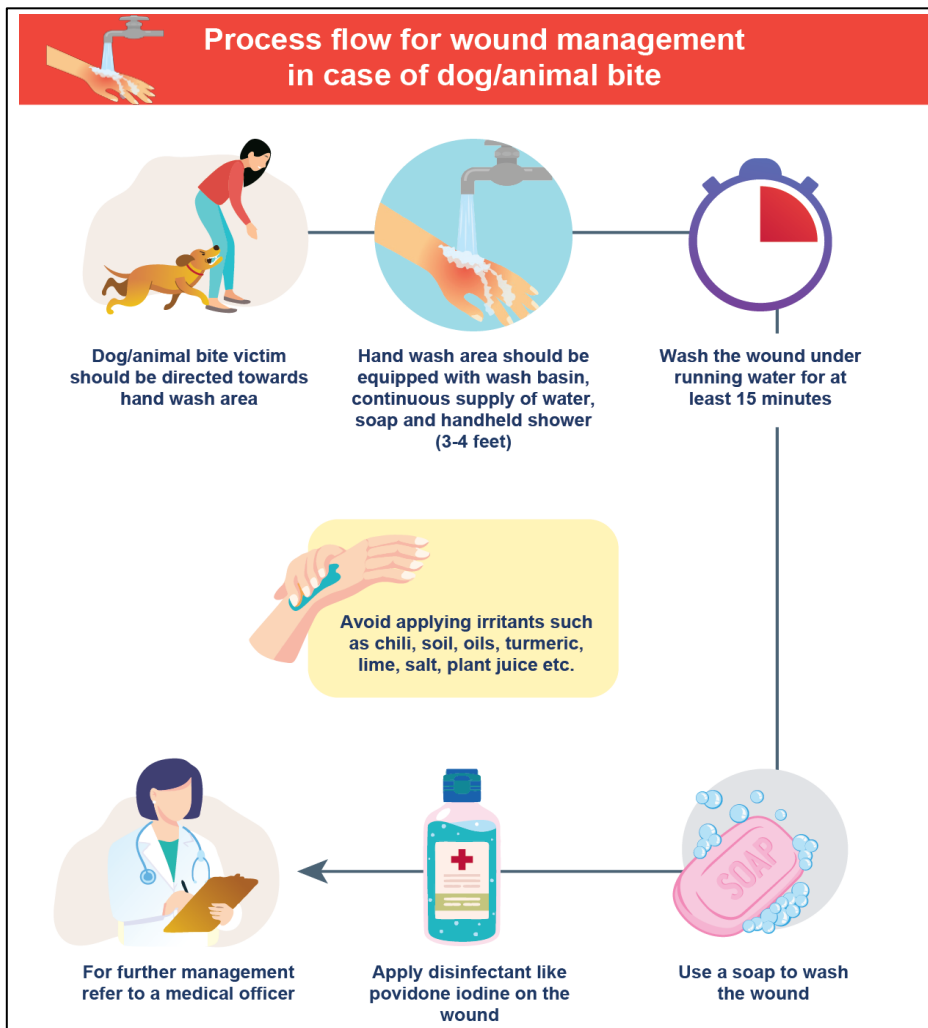 Process flow for wound management
in case of dog/animal bite
Dog/animal bite victim
should be directed towards
hand wash area
Hand wash area should be
equipped with wash basin,
continuous supply of water,
soap and handheld shower
(3-4 feet)
Wash the wound under
running water for at
least 15 minutes
Avoid applying irritants such
as chili, soil, oils, turmeric,
lime, salt, plant juice etc.
SOAP
Use a soap to wash
the wound
Apply disinfectant like
povidone iodine on the
wound
For further management
refer to a medical officer